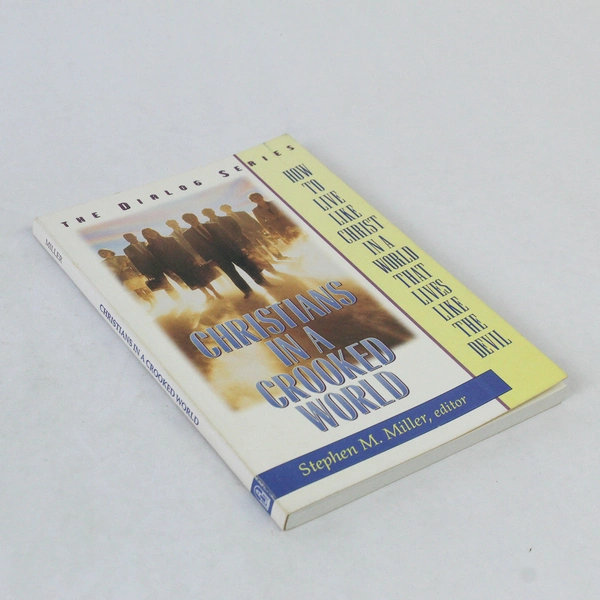 THE DIALOG SERIES
HOW
TO
LIVE
LIKE
CHRIST
IN A
WORLD
THAT
LIVES
LIKE
THE
DEVIL
CHRISTIANS
IN A
CROOKED
WORLD
Stephen M. Miller, editor
MILLER
CHRISTIANS IN A CROOKED WORLD